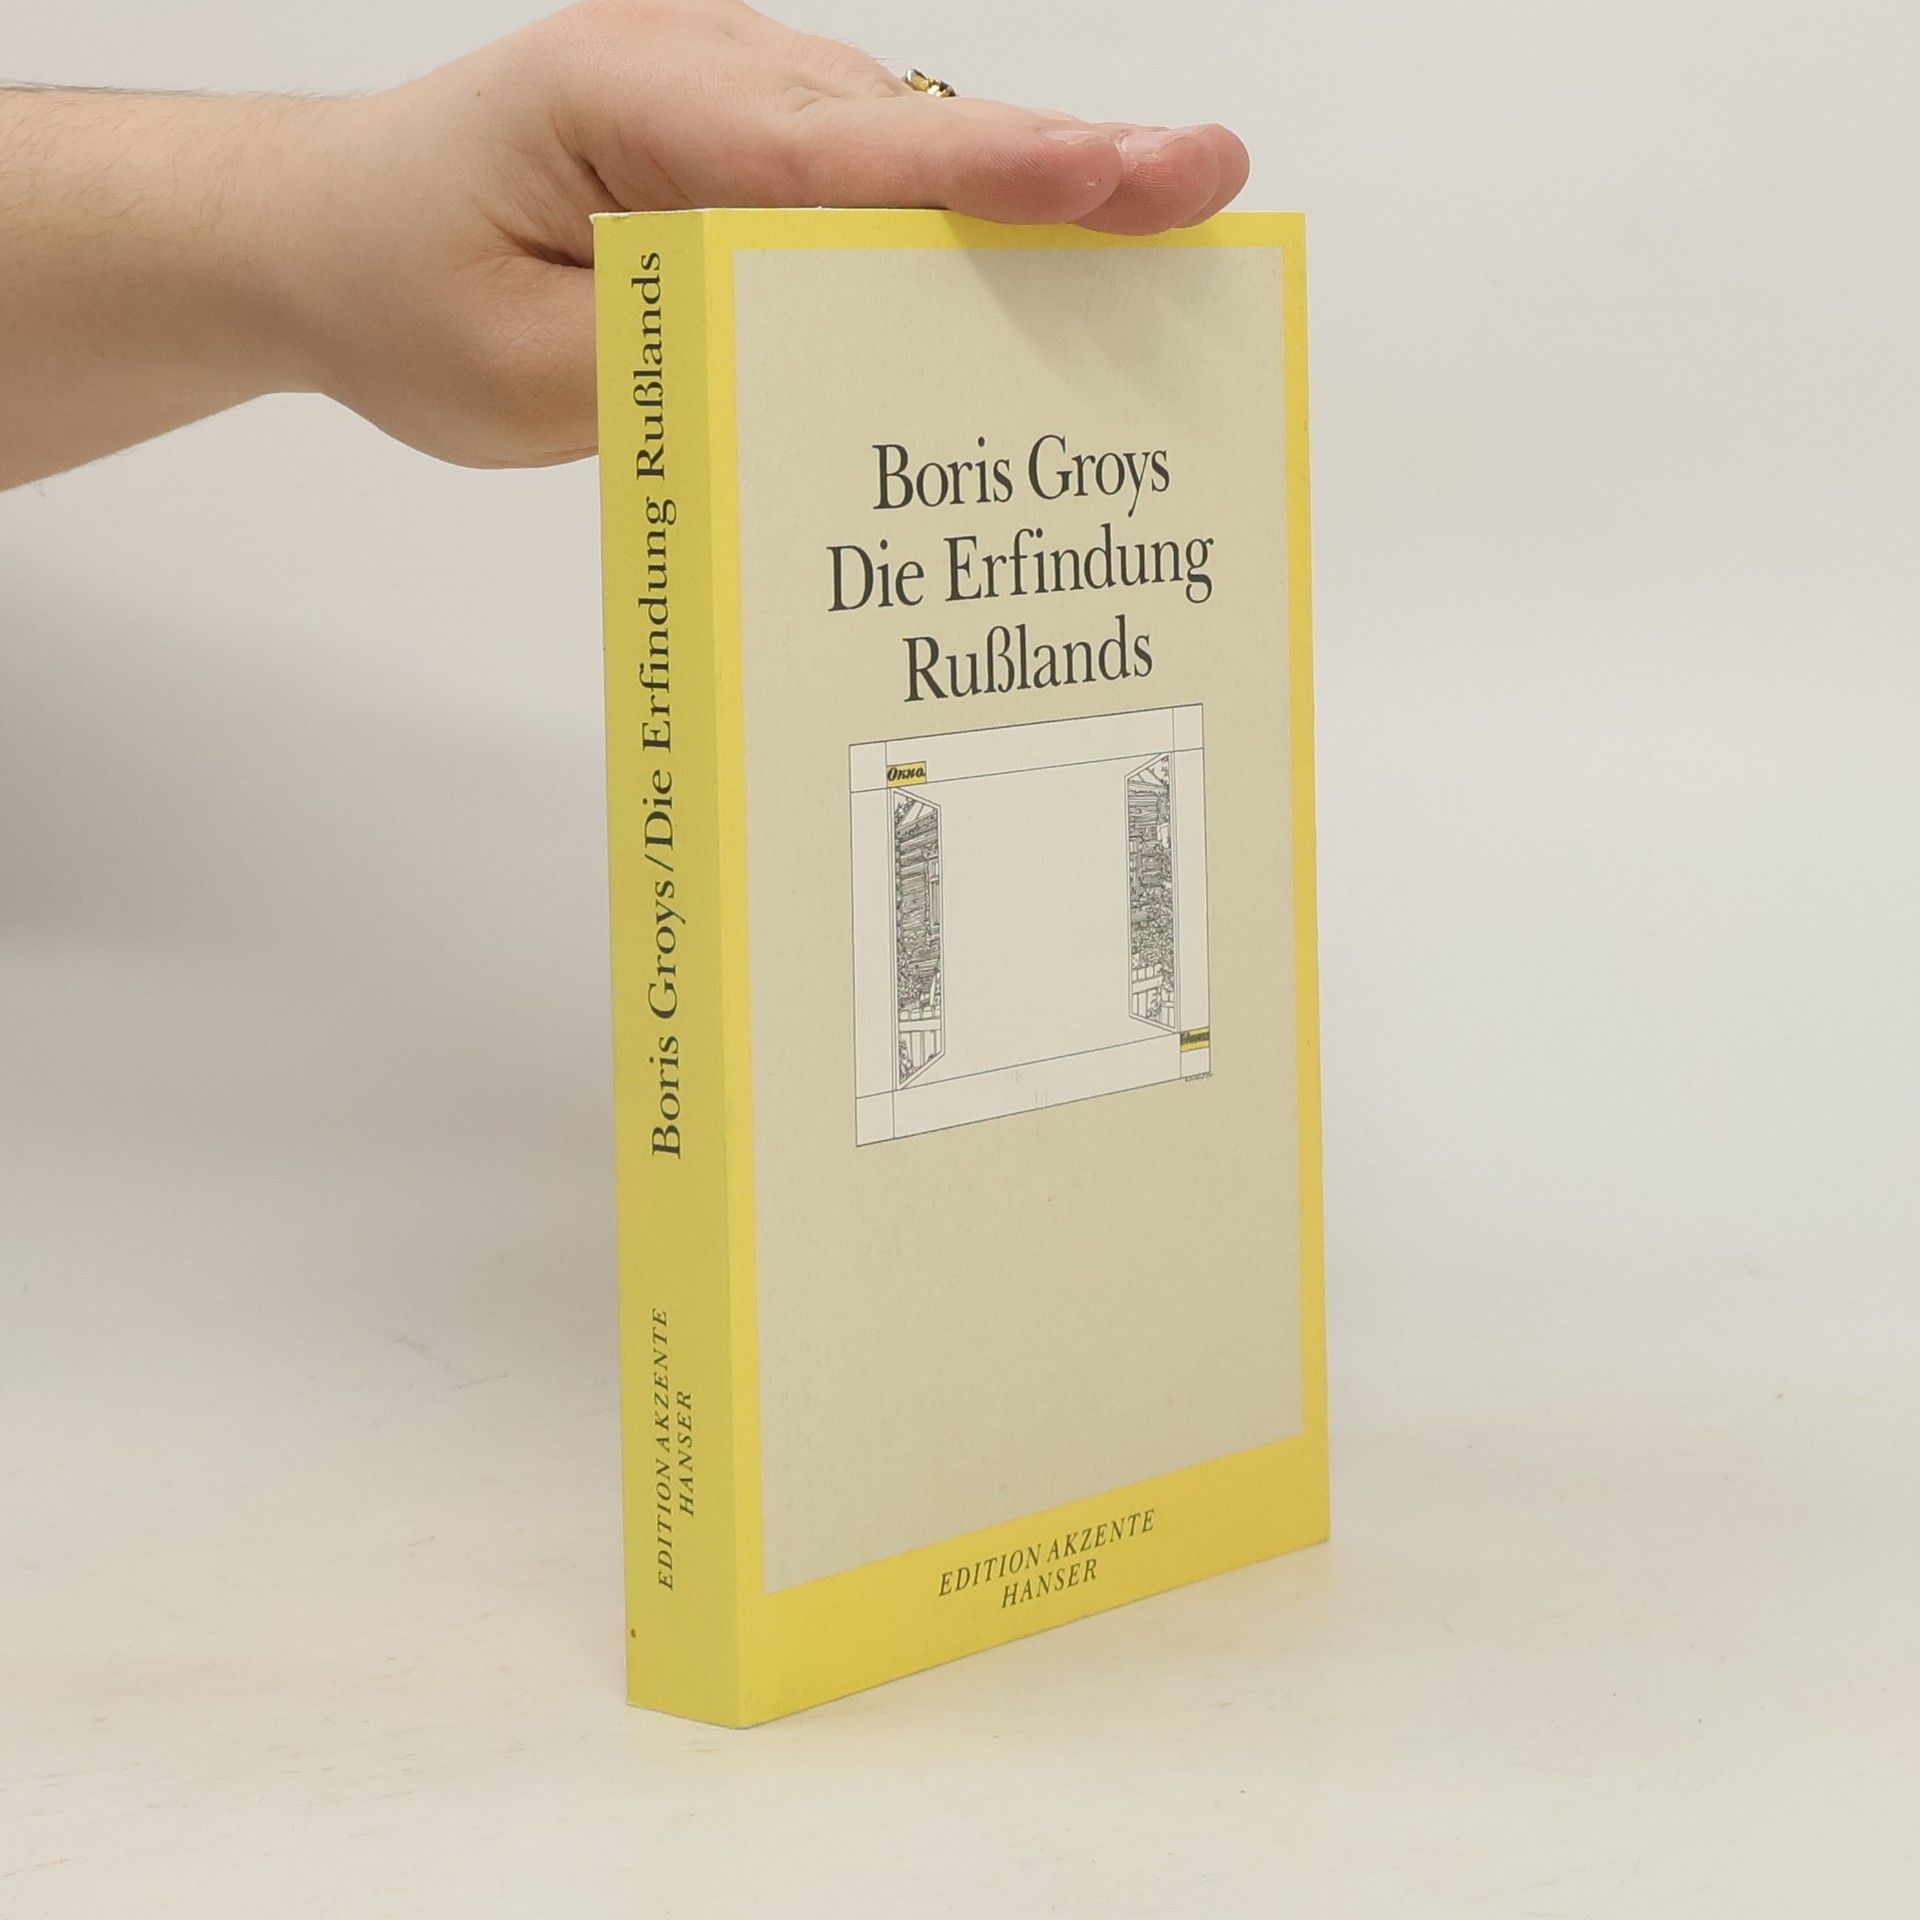 Boris Groys/Die Erfindung Rußlands
EDITION AKZENTE
HANSER
Boris Groys
Die Erfindung
Rußlands
Окно.
EDITION AKZENTE
HANSER